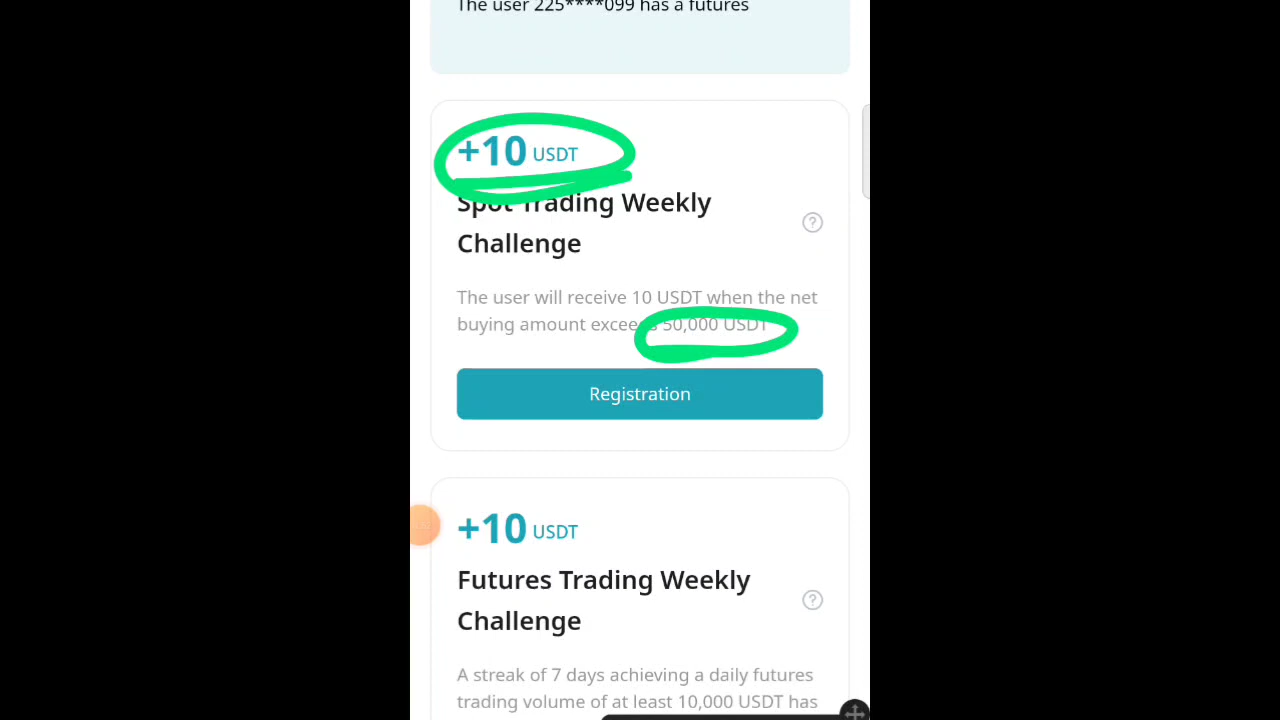 The user 225****099 has a futures
+10 USDT
Spot Trading Weekly
Challenge
The user will receive 10 USDT when the net
buying amount exceeds 50,000 USDT
Registration
+10 USDT
Futures Trading Weekly
Challenge
A streak of 7 days achieving a daily futures
trading volume of at least 10,000 USDT has